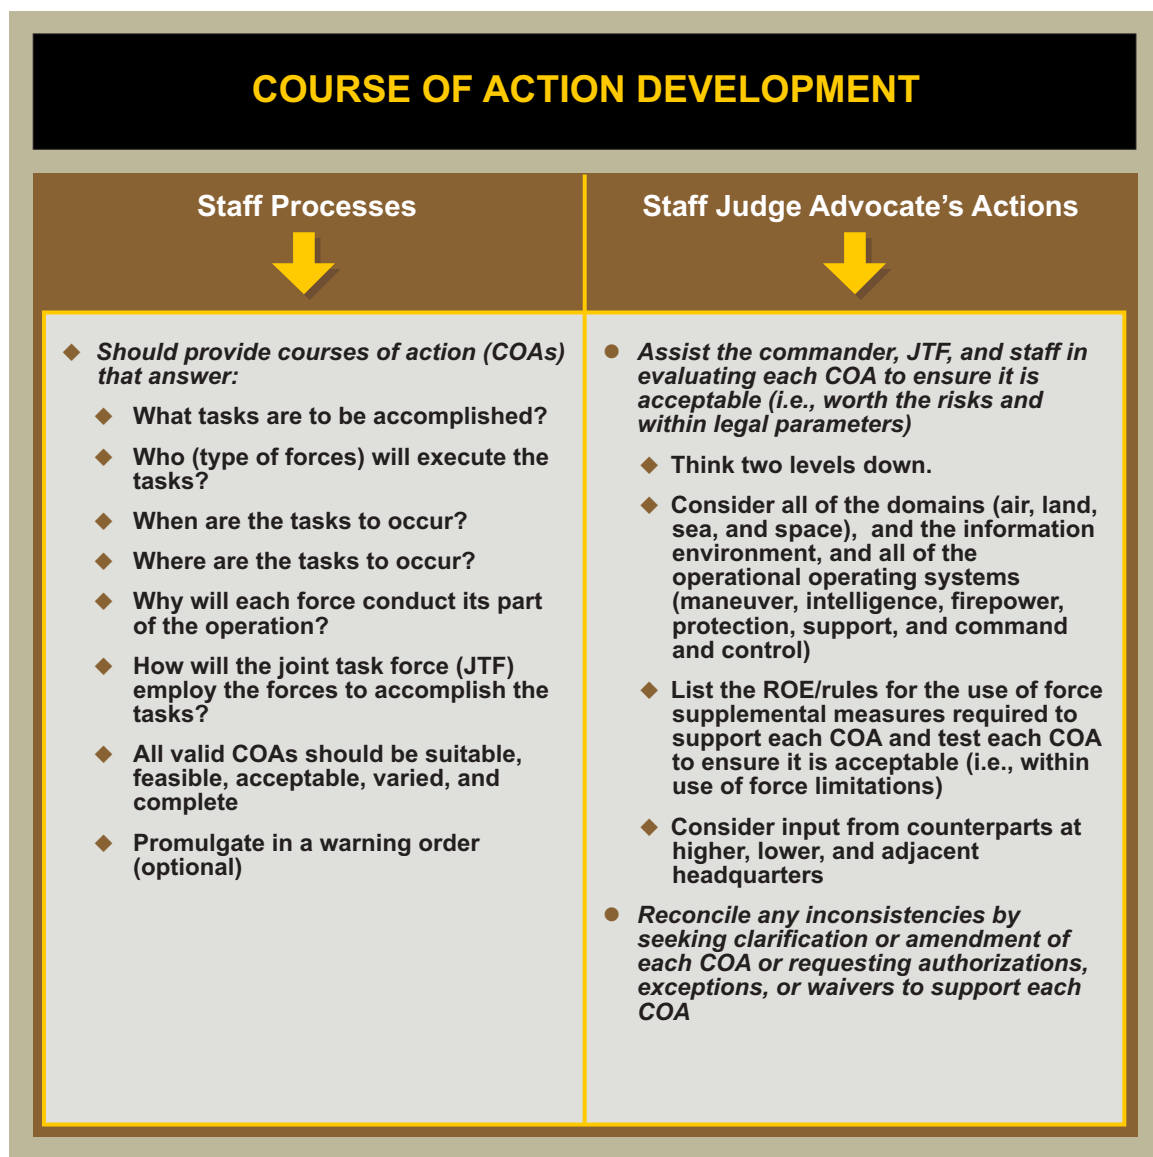 COURSE OF ACTION DEVELOPMENT
Staff Processes
Should provide courses of action (COAs)
that answer:
What tasks are to be accomplished?
Who (type of forces) will execute the
tasks?
When are the tasks to occur?
Where are the tasks to occur?
Why will each force conduct its part
of the operation?
How will the joint task force (JTF)
employ the forces to accomplish the
tasks?
All valid COAs should be suitable,
feasible, acceptable, varied, and
complete
Promulgate in a warning order
(optional)
Staff Judge Advocate’s Actions
Assist the commander, JTF, and staff in
evaluating each COA to ensure it is
acceptable (i.e., worth the risks and
within legal parameters)
Think two levels down.
Consider all of the domains (air, land,
sea, and space), and the information
environment, and all of the
operational operating systems
(maneuver, intelligence, firepower,
protection, support, and command
and control)
List the ROE/rules for the use of force
supplemental measures required to
support each COA and test each COA
to ensure it is acceptable (i.e., within
use of force limitations)
Consider input from counterparts at
higher, lower, and adjacent
headquarters
Reconcile any inconsistencies by
seeking clarification or amendment of
each COA or requesting authorizations,
exceptions, or waivers to support each
COA